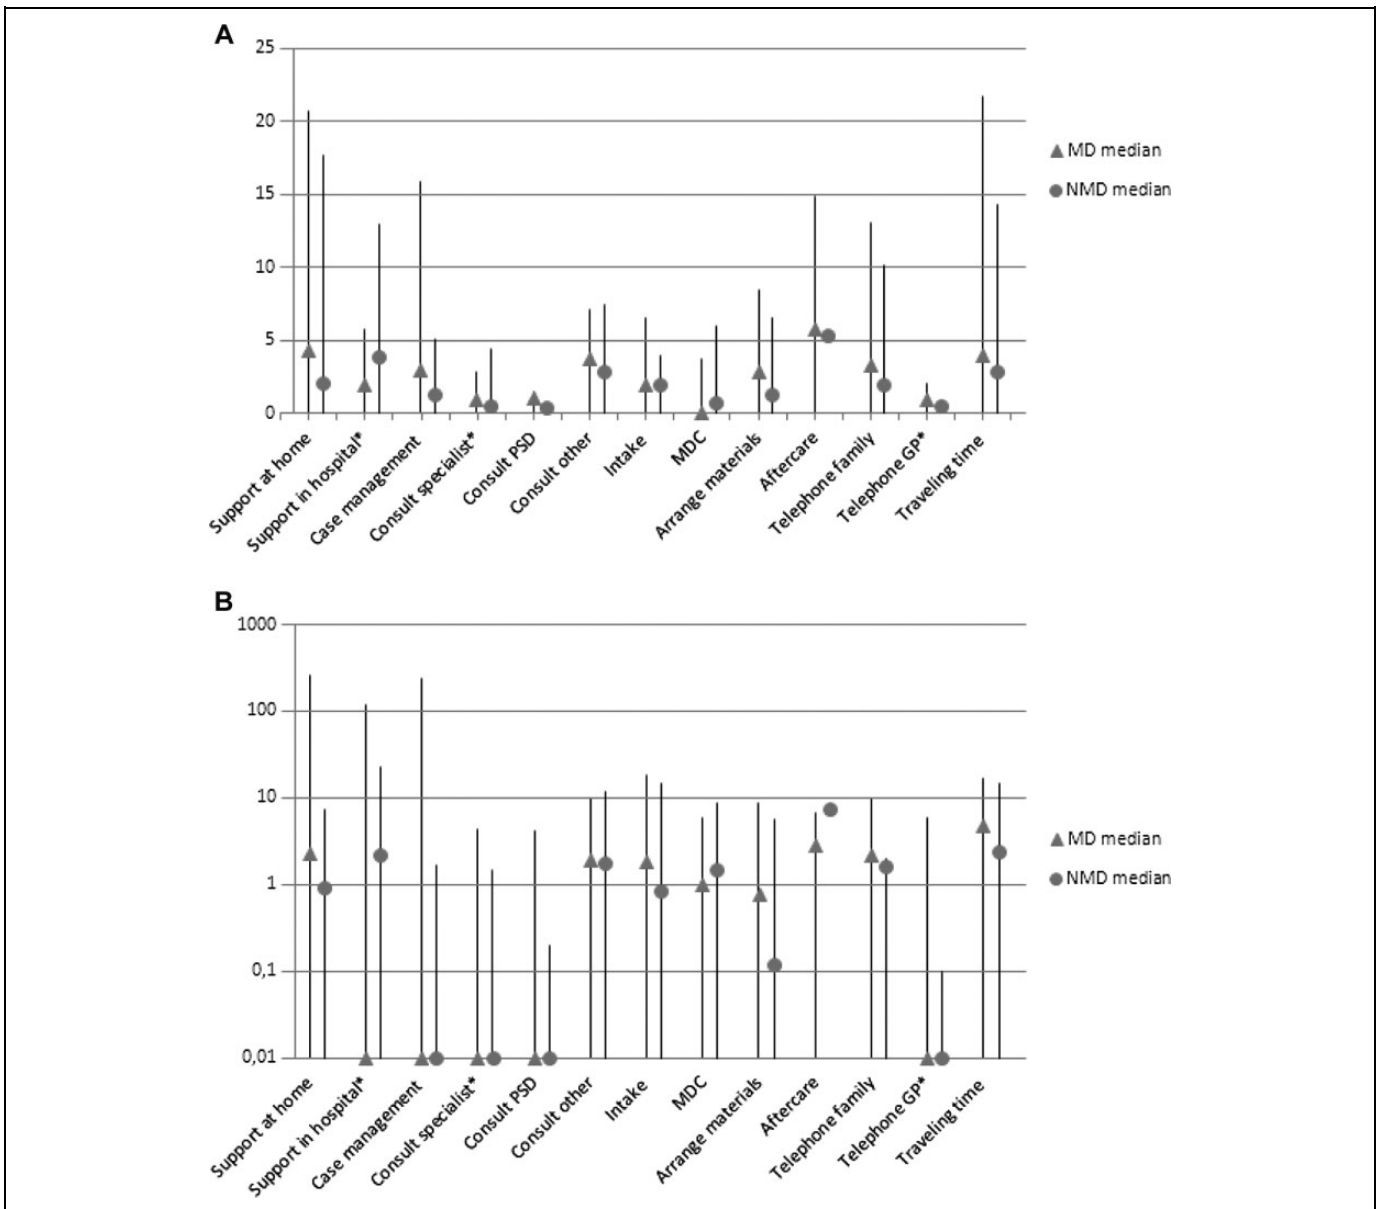 A
25
20
15
10
5
0
MD median
NMD median
Support at home
Support in hospital*
Case management
Consult specialist*
Consult PSD
Consult other
Intake
MDC
Arrange materials
Aftercare
Telephone family
Telephone GP*
Traveling time
B
1000
100
10
1
0,1
0,01
MD median
NMD median
Support at home
Support in hospital*
Case management
Consult specialist*
Consult PSD
Consult other
Intake
MDC
Arrange materials
Aftercare
Telephone family
Telephone GP*
Traveling time